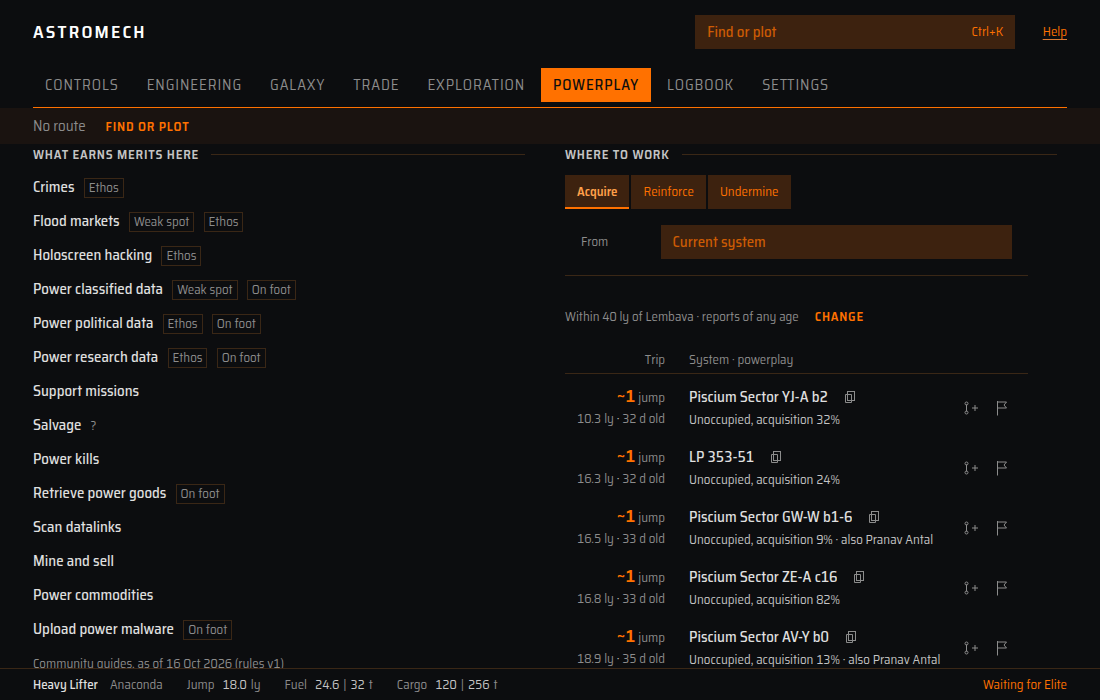 ASTROMECH
Find or plot Ctrl+K
Help
CONTROLS ENGINEERING GALAXY TRADE EXPLORATION POWERPLAY LOGBOOK SETTINGS
No route FIND OR PLOT
WHAT EARNS MERITS HERE
Crimes Ethos
Flood markets Weak spot Ethos
Holoscreen hacking Ethos
Power classified data Weak spot On foot
Power political data Ethos On foot
Power research data Ethos On foot
Support missions
Salvage ?
Power kills
Retrieve power goods On foot
Scan datalinks
Mine and sell
Power commodities
Upload power malware On foot
Community guides, as of 16 Oct 2026 (rules v1)
WHERE TO WORK
Acquire Reinforce Undermine
From Current system
Within 40 ly of Lembava · reports of any age CHANGE
Trip System · powerplay
~1 jump Piscium Sector YJ-A b2
10.3 ly · 32 d old Unoccupied, acquisition 32%
~1 jump LP 353-51
16.3 ly · 32 d old Unoccupied, acquisition 24%
~1 jump Piscium Sector GW-W b1-6
16.5 ly · 33 d old Unoccupied, acquisition 9% · also Pranav Antal
~1 jump Piscium Sector ZE-A c16
16.8 ly · 33 d old Unoccupied, acquisition 82%
~1 jump Piscium Sector AV-Y b0
18.9 ly · 35 d old Unoccupied, acquisition 13% · also Pranav Antal
Heavy Lifter Anaconda Jump 18.0 ly Fuel 24.6 | 32 t Cargo 120 | 256 t Waiting for Elite